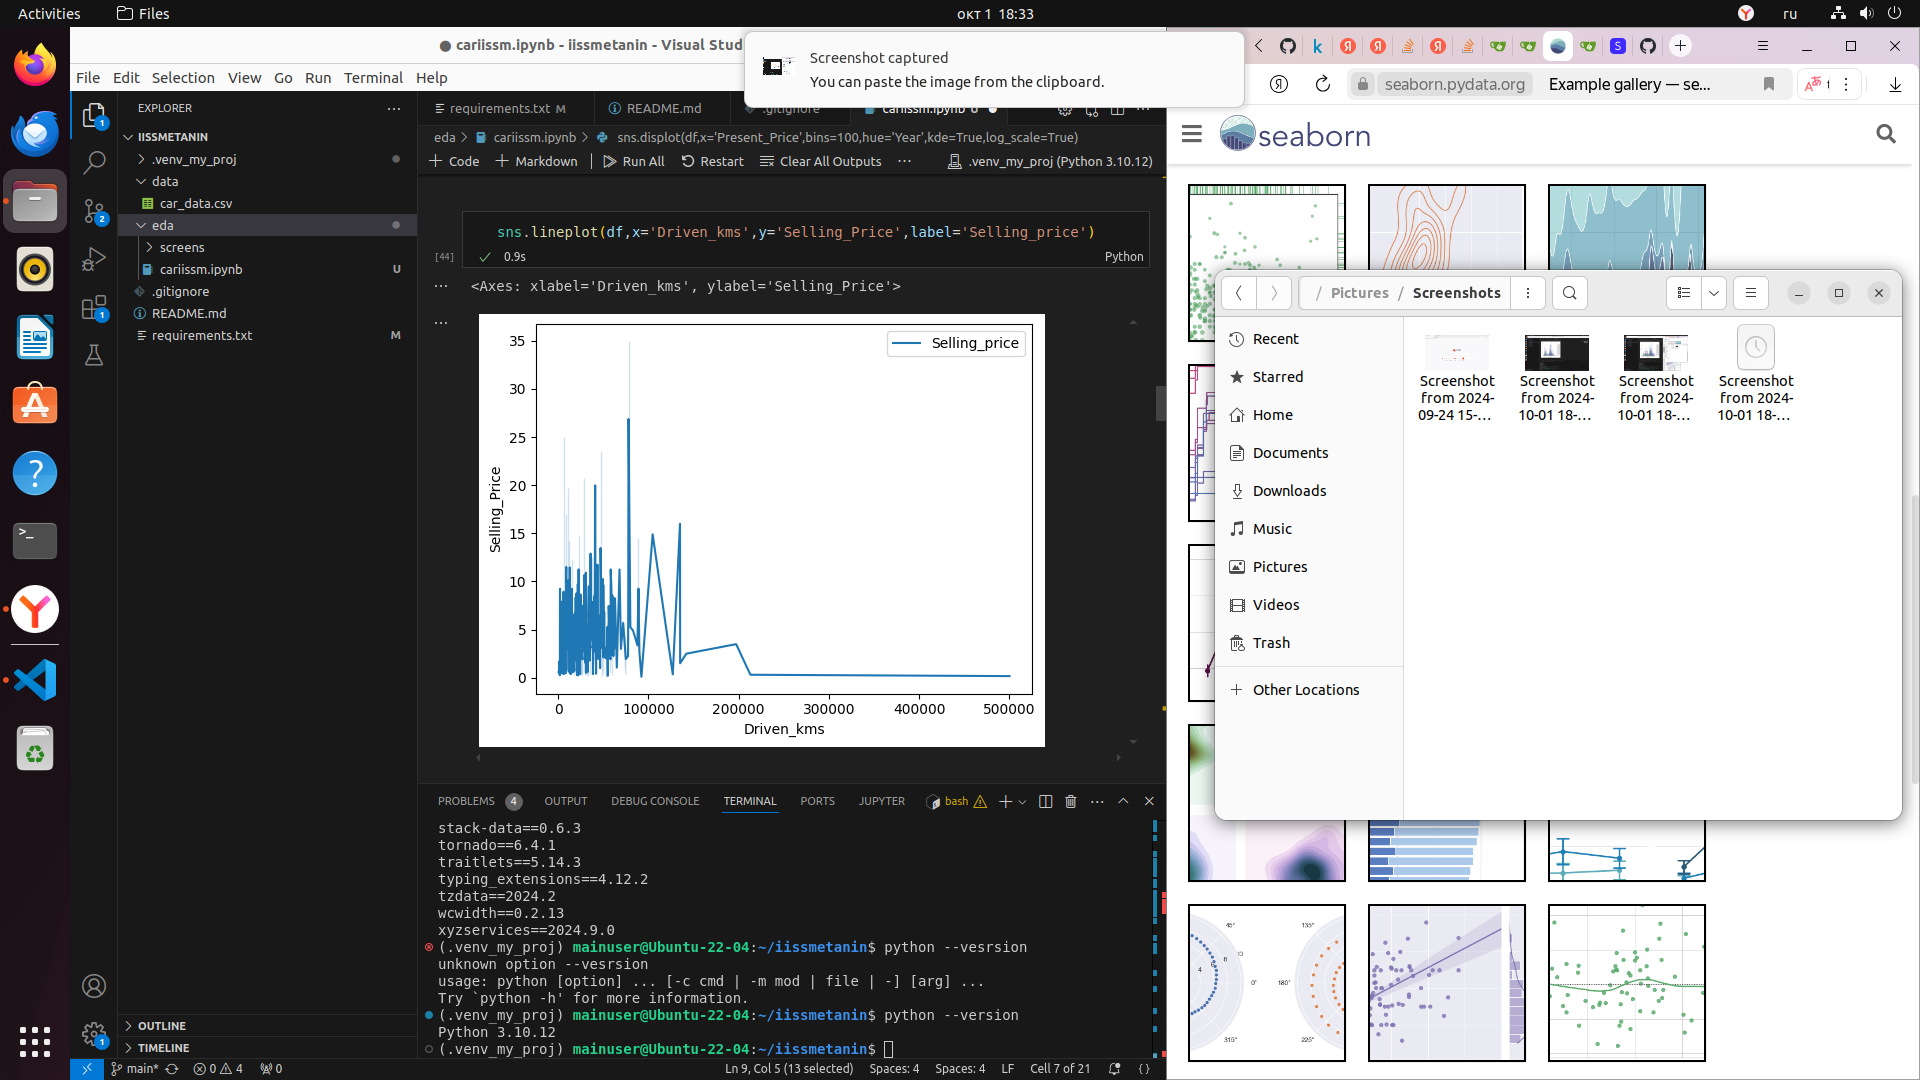 Activities
Files
окт 1 18:33
ru
cariissm.ipynb - iissmetanin - Visual Stud
Screenshot captured
You can paste the image from the clipboard.
File Edit Selection View Go Run Terminal Help
seaborn.pydata.org
Example gallery — se...
EXPLORER
requirements.txt M
README.md
.gitignore
cariissm.ipynb U
seaborn
IISSMETANIN
.venv_my_proj
data
car_data.csv
eda
screens
cariissm.ipynb U
.gitignore
README.md
requirements.txt M
OUTLINE
TIMELINE
eda > cariissm.ipynb > sns.displot(df,x='Present_Price',bins=100,hue='Year',kde=True,log_scale=True)
+ Code + Markdown Run All Restart Clear All Outputs ... .venv_my_proj (Python 3.10.12)
sns.lineplot(df,x='Driven_kms',y='Selling_Price',label='Selling_price')
[44] 0.9s Python
<Axes: xlabel='Driven_kms', ylabel='Selling_Price'>
Selling_price
35
30
25
20
15
10
5
0
Selling_Price
0 100000 200000 300000 400000 500000
Driven_kms
PROBLEMS 4 OUTPUT DEBUG CONSOLE TERMINAL PORTS JUPYTER bash
stack-data==0.6.3
tornado==6.4.1
traitlets==5.14.3
typing_extensions==4.12.2
tzdata==2024.2
wcwidth==0.2.13
xyzservices==2024.9.0
(.venv_my_proj) mainuser@Ubuntu-22-04:~/iissmetanin$ python --vesrsion
unknown option --vesrsion
usage: python [option] ... [-c cmd | -m mod | file | -] [arg] ...
Try `python -h' for more information.
(.venv_my_proj) mainuser@Ubuntu-22-04:~/iissmetanin$ python --version
Python 3.10.12
(.venv_my_proj) mainuser@Ubuntu-22-04:~/iissmetanin$
main* 0 4 0
Ln 9, Col 5 (13 selected) Spaces: 4 Spaces: 4 LF Cell 7 of 21
/ Pictures / Screenshots
Recent
Starred
Home
Documents
Downloads
Music
Pictures
Videos
Trash
+ Other Locations
Screenshot from 2024-09-24 15-...
Screenshot from 2024-10-01 18-...
Screenshot from 2024-10-01 18-...
Screenshot from 2024-10-01 18-...
45° 135°
0° 180°
315° 225°